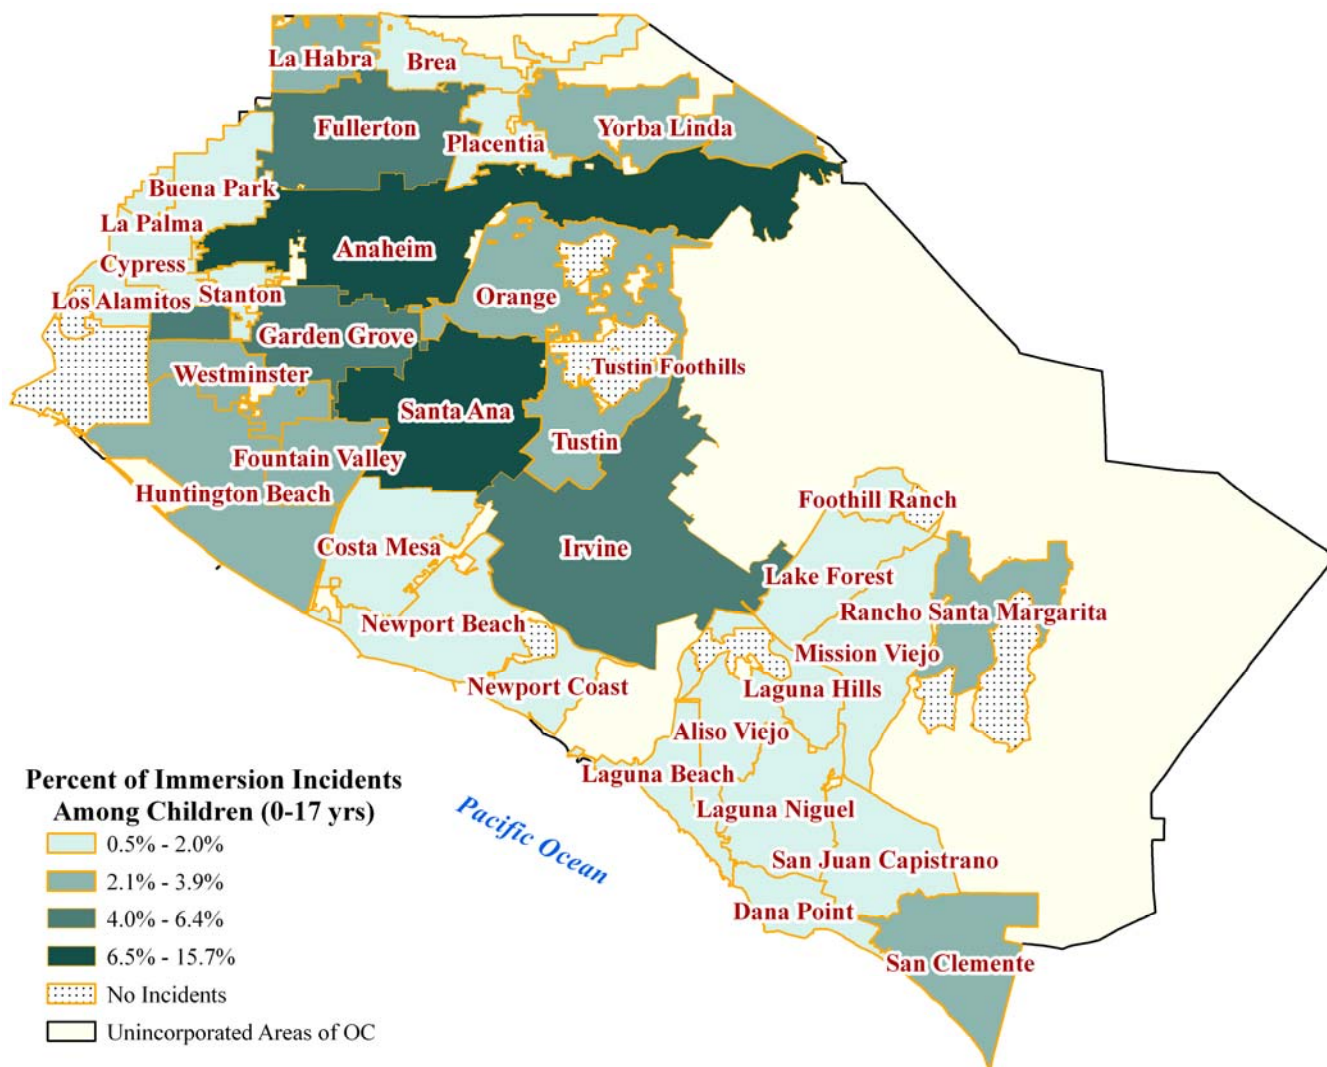 La Habra
Brea
Fullerton
Placentia
Yorba Linda
Buena Park
La Palma
Anaheim
Cypress
Los Alamitos
Stanton
Orange
Garden Grove
Westminster
Tustin Foothills
Santa Ana
Tustin
Fountain Valley
Huntington Beach
Foothill Ranch
Costa Mesa
Irvine
Lake Forest
Rancho Santa Margarita
Newport Beach
Mission Viejo
Newport Coast
Laguna Hills
Aliso Viejo
Laguna Beach
Laguna Niguel
San Juan Capistrano
Dana Point
San Clemente
Pacific Ocean
Percent of Immersion Incidents
Among Children (0-17 yrs)
0.5% - 2.0%
2.1% - 3.9%
4.0% - 6.4%
6.5% - 15.7%
No Incidents
Unincorporated Areas of OC